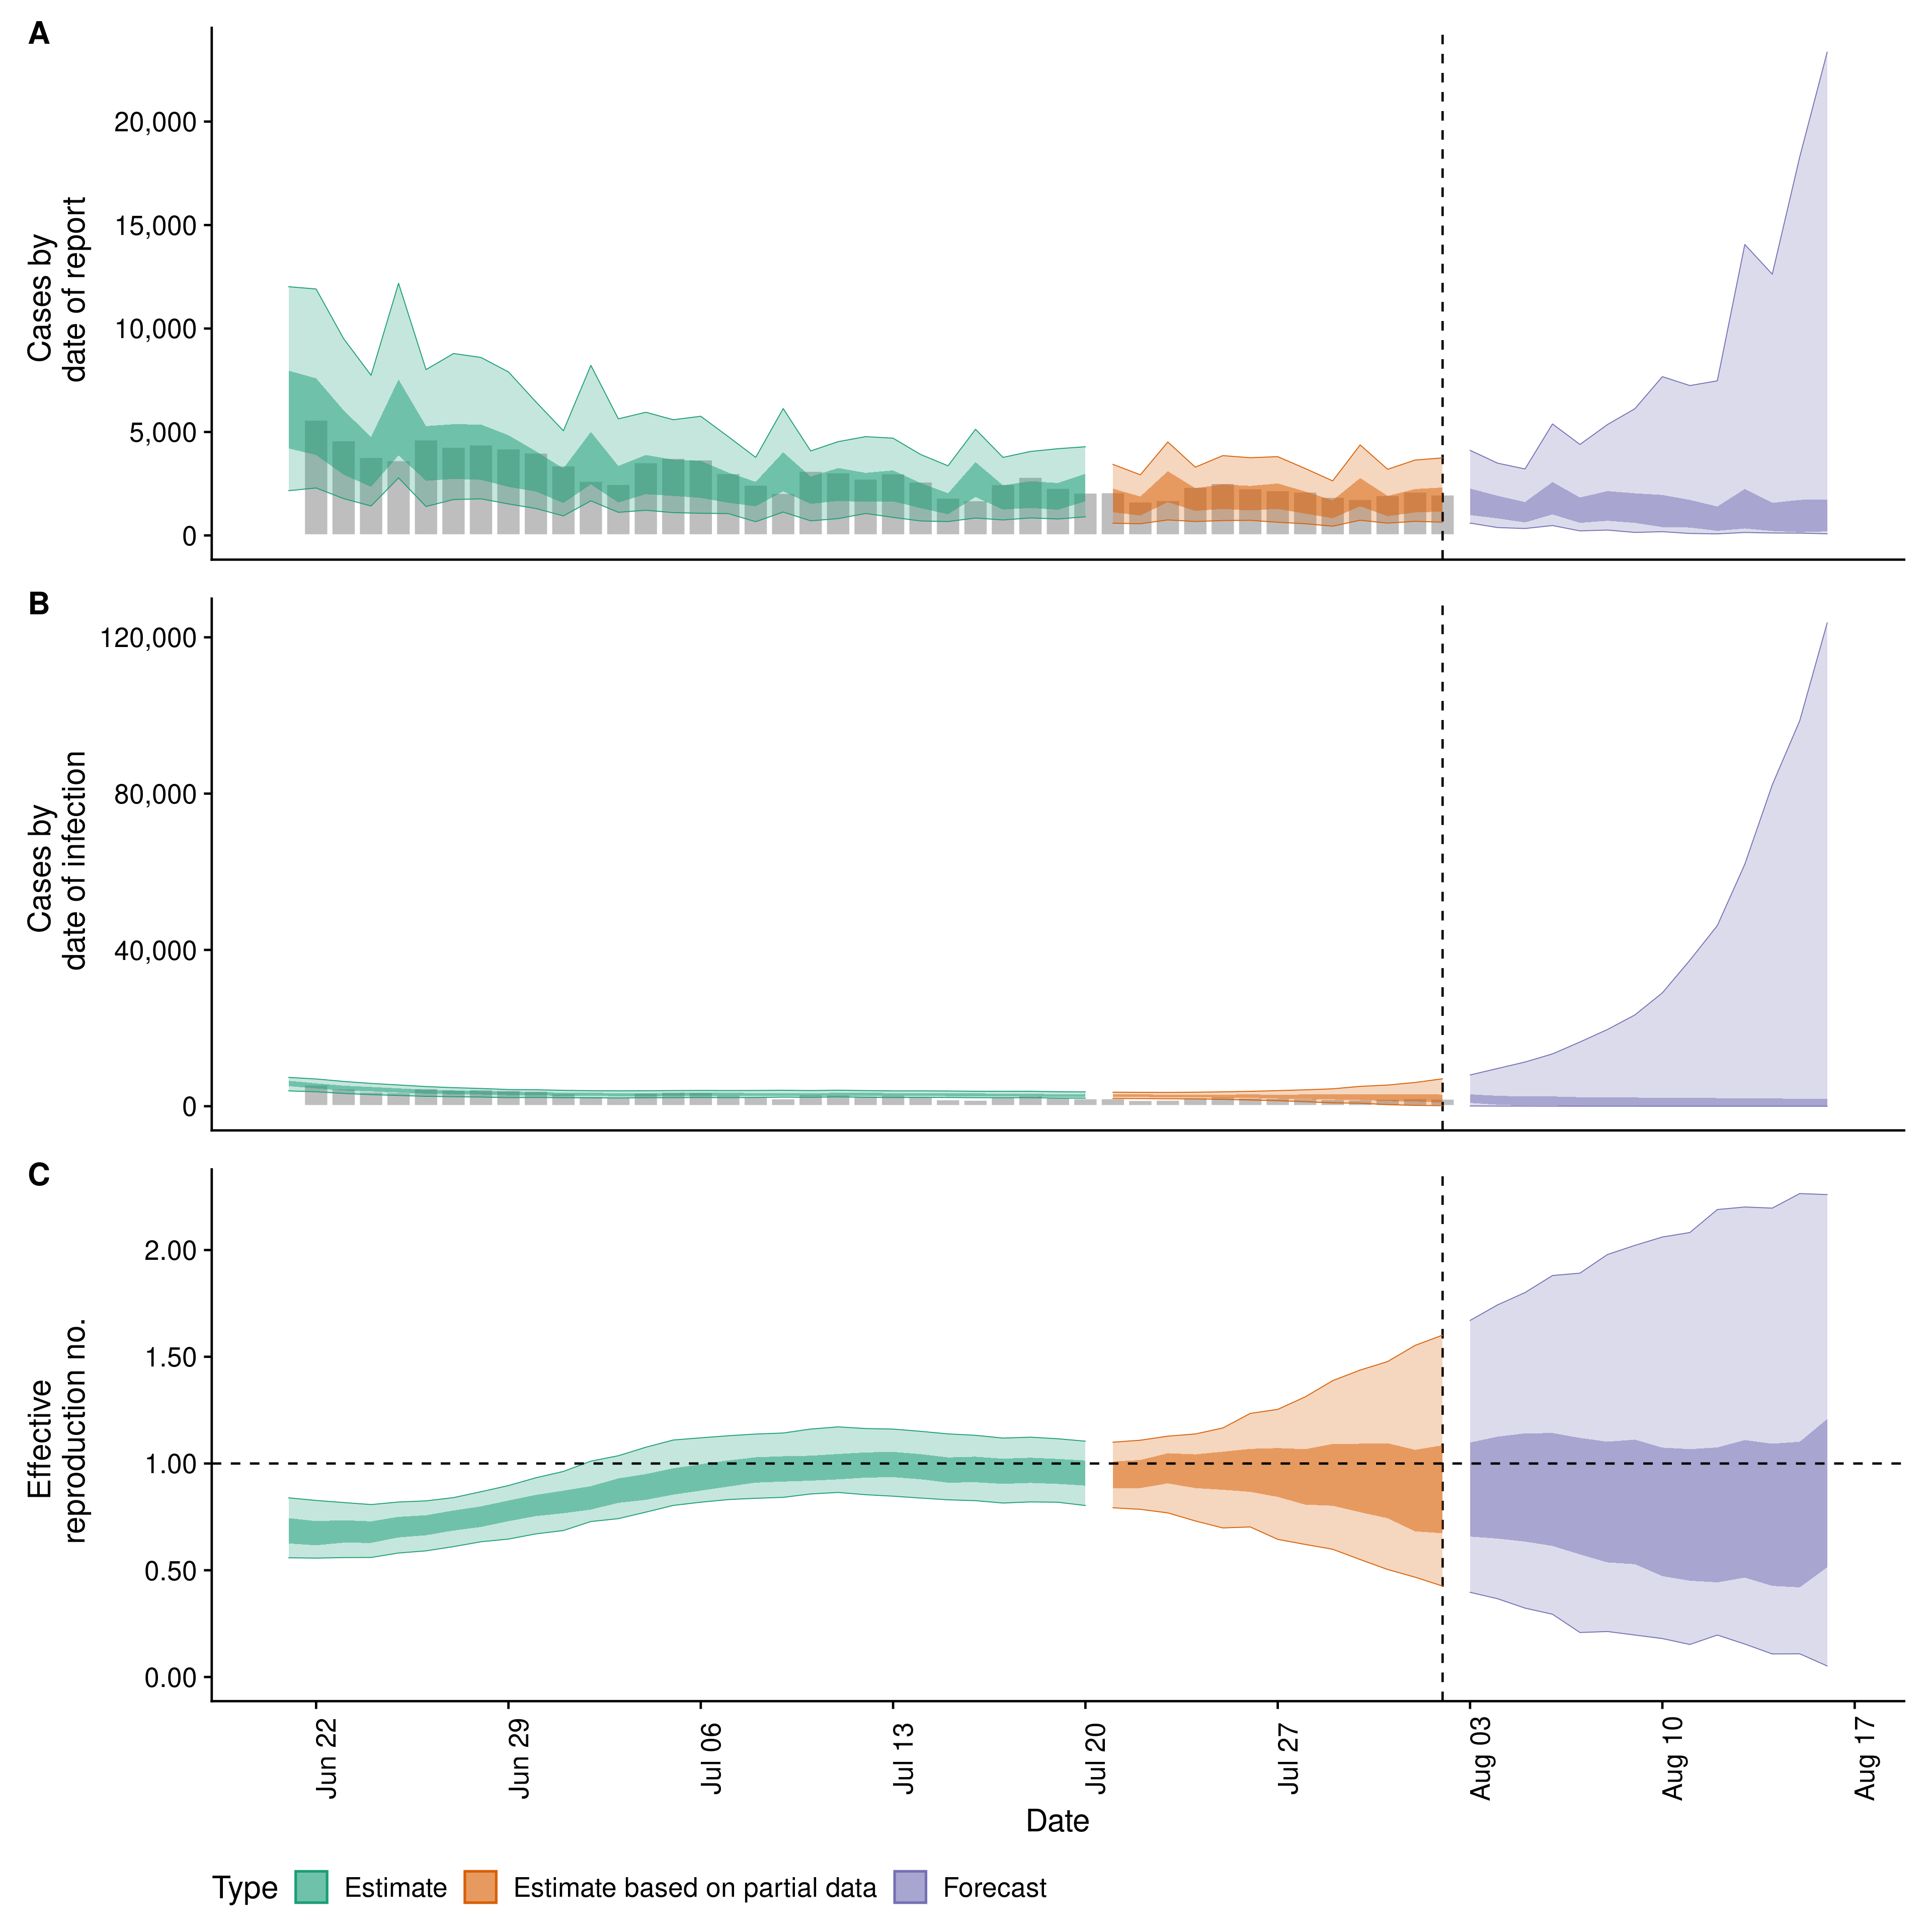 A
Cases by
date of report
20,000
15,000
10,000
5,000
0
B
Cases by
date of infection
120,000
80,000
40,000
0
C
Effective
reproduction no.
2.00
1.50
1.00
0.50
0.00
Jun 22
Jun 29
Jul 06
Jul 13
Jul 20
Jul 27
Aug 03
Aug 10
Aug 17
Date
Type Estimate Estimate based on partial data Forecast